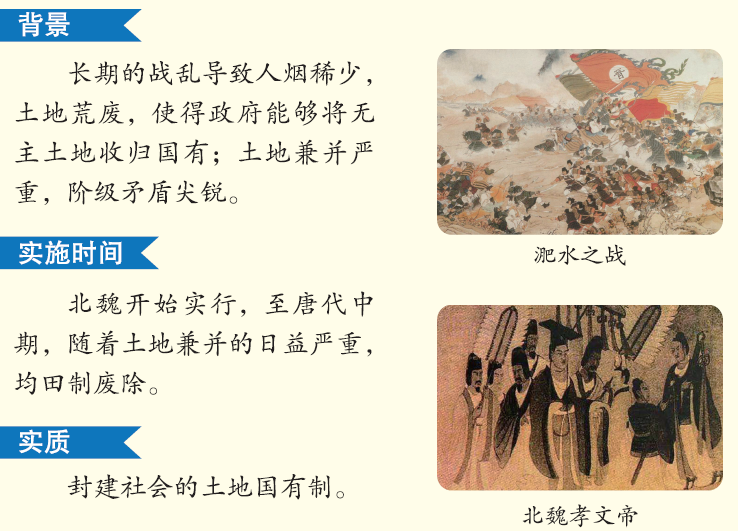 背景
长期的战乱导致人烟稀少，
土地荒废，使得政府能够将无
主土地收归国有；土地兼并严
重，阶级矛盾尖锐。
晋
淝水之战
实施时间
北魏开始实行，至唐代中
期，随着土地兼并的日益严重，
均田制废除。
实质
封建社会的土地国有制。
北魏孝文帝